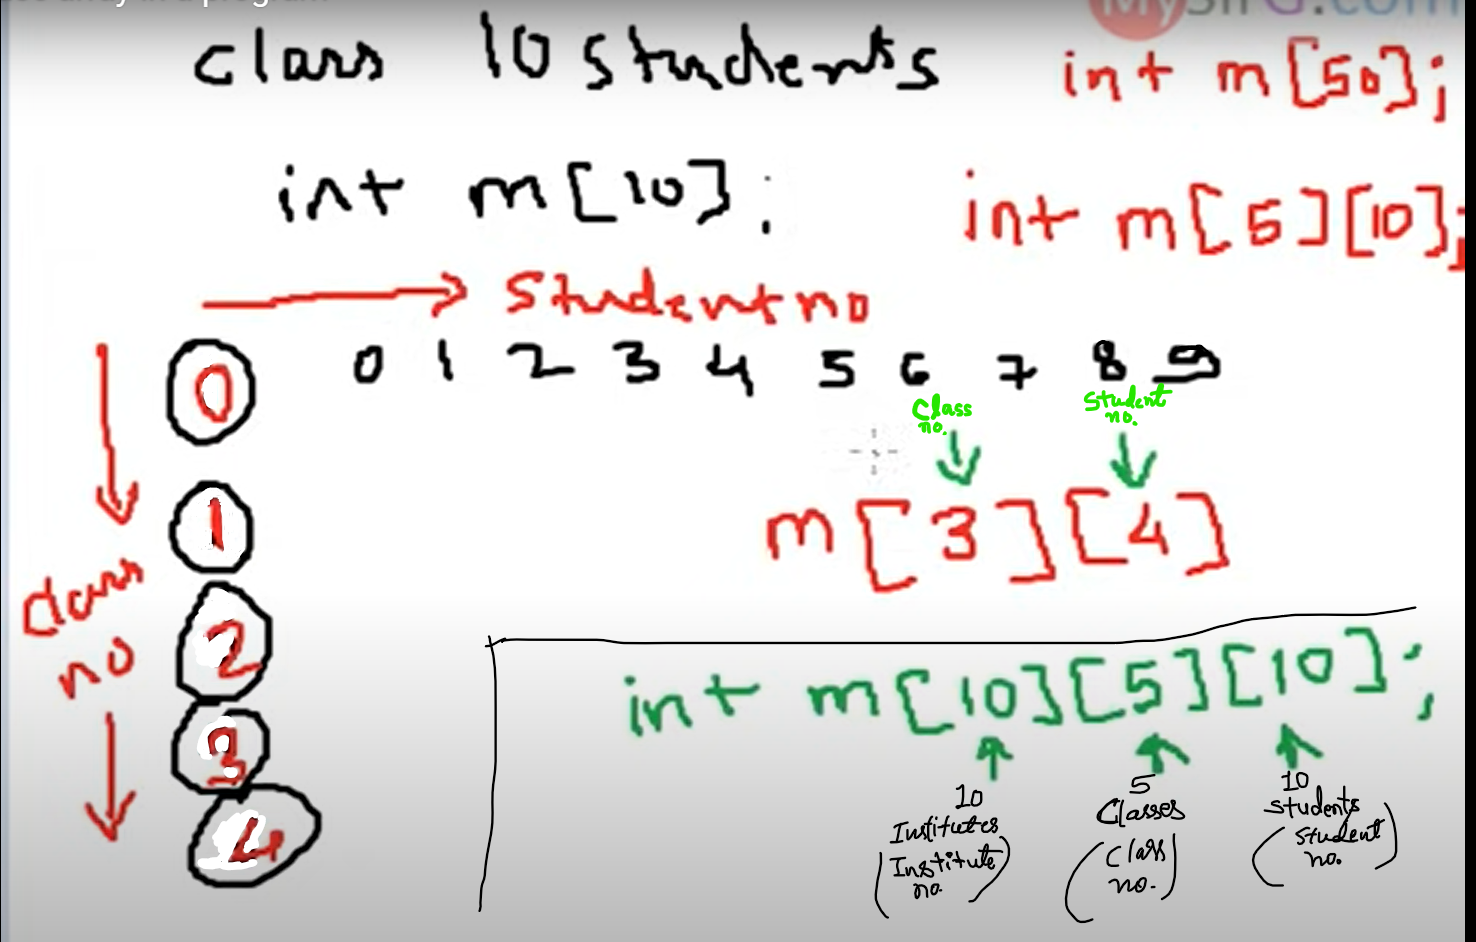 MySirG.com
class 10 students
int m[50];
int m[10];
int m[5][10];
Student no
0 1 2 3 4 5 6 7 8 9
0
1
2
3
4
class
no
Class
no.
Student
no.
m[3][4]
int m[10][5][10];
10
Institutes
(Institute
no.)
5
Classes
(Class
no.)
10
Students
(Student
no.)